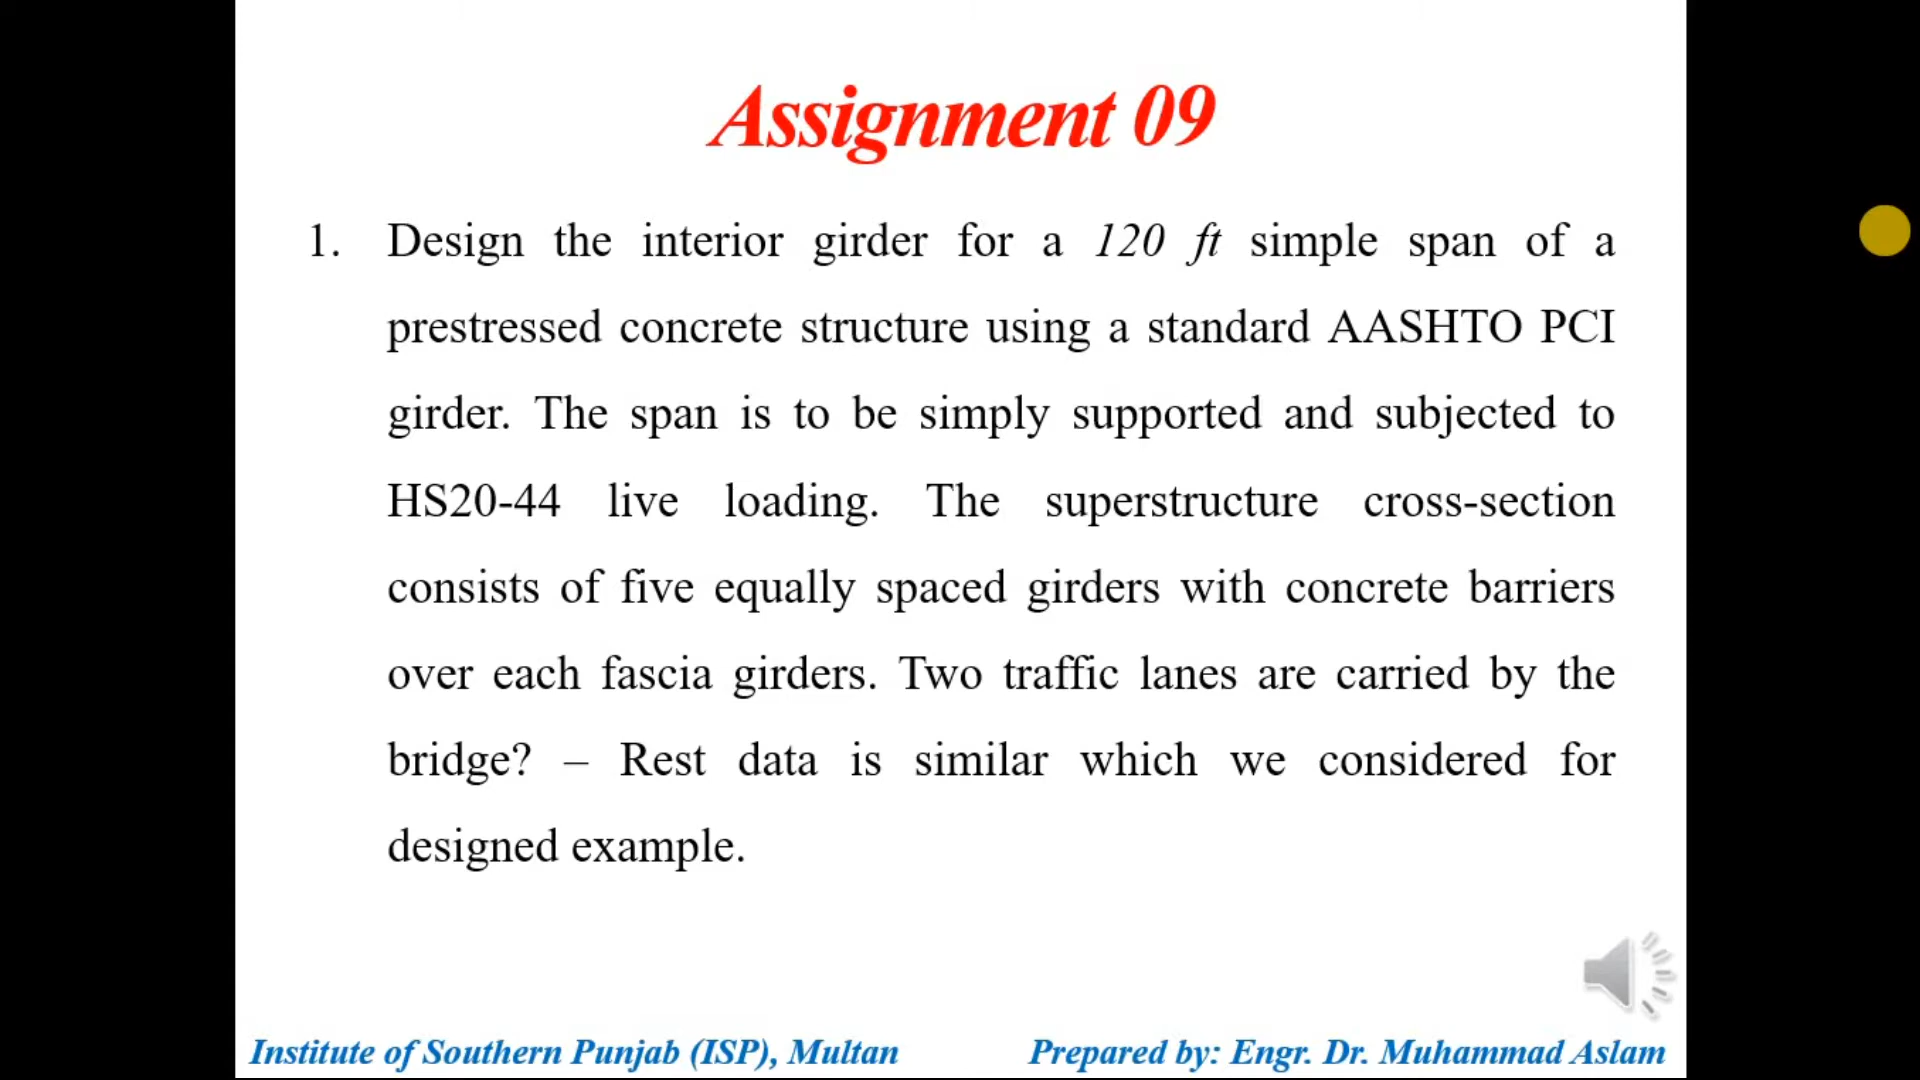 Assignment 09
1. Design the interior girder for a 120 ft simple span of a
prestressed concrete structure using a standard AASHTO PCI
girder. The span is to be simply supported and subjected to
HS20-44 live loading. The superstructure cross-section
consists of five equally spaced girders with concrete barriers
over each fascia girders. Two traffic lanes are carried by the
bridge? – Rest data is similar which we considered for
designed example.
Institute of Southern Punjab (ISP), Multan Prepared by: Engr. Dr. Muhammad Aslam